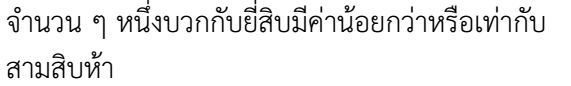 จำนวน ๆ หนึ่งบวกกับยี่สิบมีค่าน้อยกว่าหรือเท่ากับ
สามสิบห้า